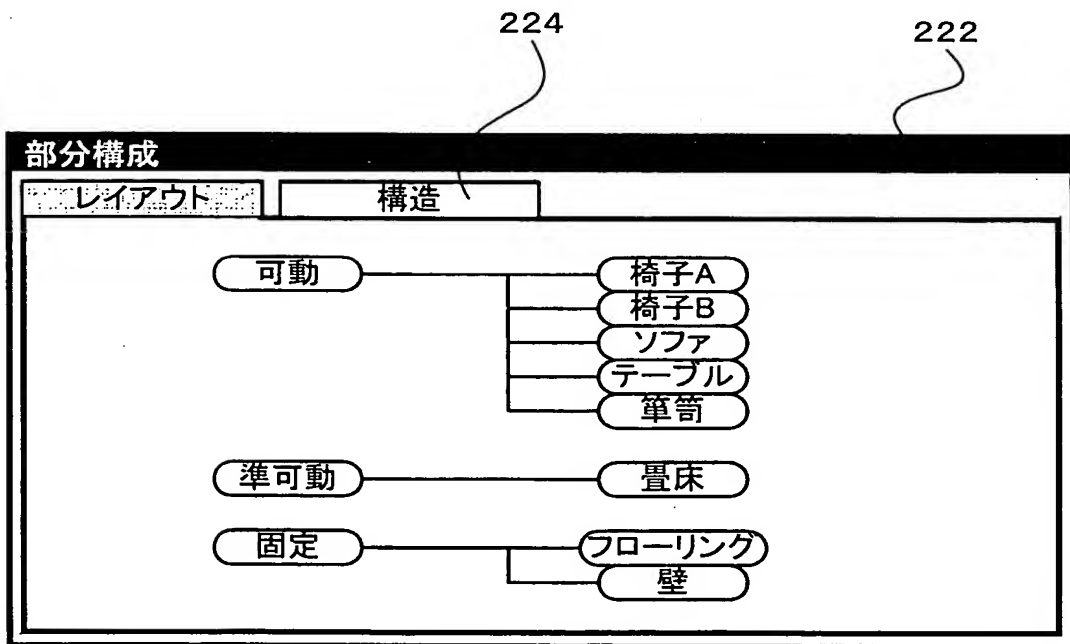 224
222
部分構成
レイアウト 構造
可動 椅子A
椅子B
ソファ
テーブル
箪笥
準可動 畳床
固定 フローリング
壁